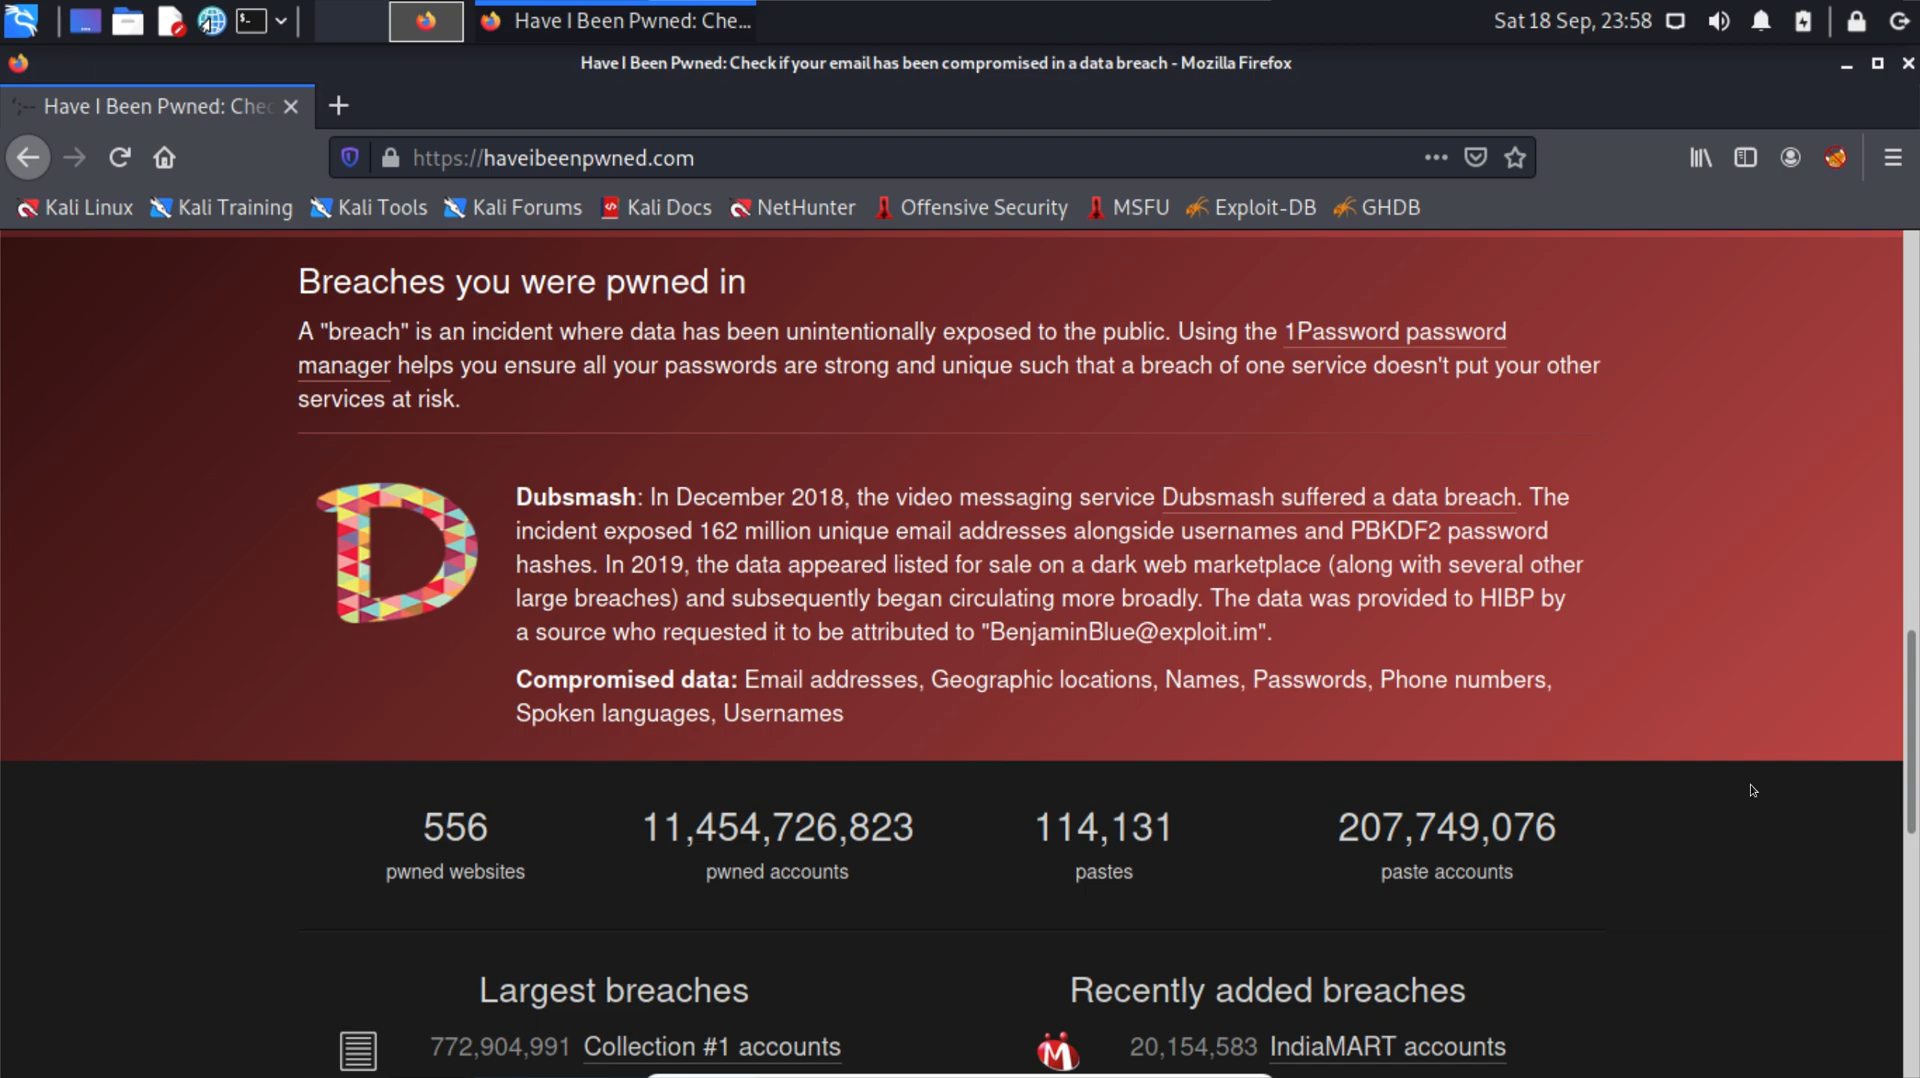 Have I Been Pwned: Che...
Sat 18 Sep, 23:58
Have I Been Pwned: Check if your email has been compromised in a data breach - Mozilla Firefox
Have I Been Pwned: Chec
https://haveibeenpwned.com
Kali Linux Kali Training Kali Tools Kali Forums Kali Docs NetHunter Offensive Security MSFU Exploit-DB GHDB
Breaches you were pwned in
A "breach" is an incident where data has been unintentionally exposed to the public. Using the 1Password password
manager helps you ensure all your passwords are strong and unique such that a breach of one service doesn't put your other
services at risk.
Dubsmash: In December 2018, the video messaging service Dubsmash suffered a data breach. The
incident exposed 162 million unique email addresses alongside usernames and PBKDF2 password
hashes. In 2019, the data appeared listed for sale on a dark web marketplace (along with several other
large breaches) and subsequently began circulating more broadly. The data was provided to HIBP by
a source who requested it to be attributed to "BenjaminBlue@exploit.im".
Compromised data: Email addresses, Geographic locations, Names, Passwords, Phone numbers,
Spoken languages, Usernames
556 11,454,726,823 114,131 207,749,076
pwned websites pwned accounts pastes paste accounts
Largest breaches Recently added breaches
772,904,991 Collection #1 accounts 20,154,583 IndiaMART accounts